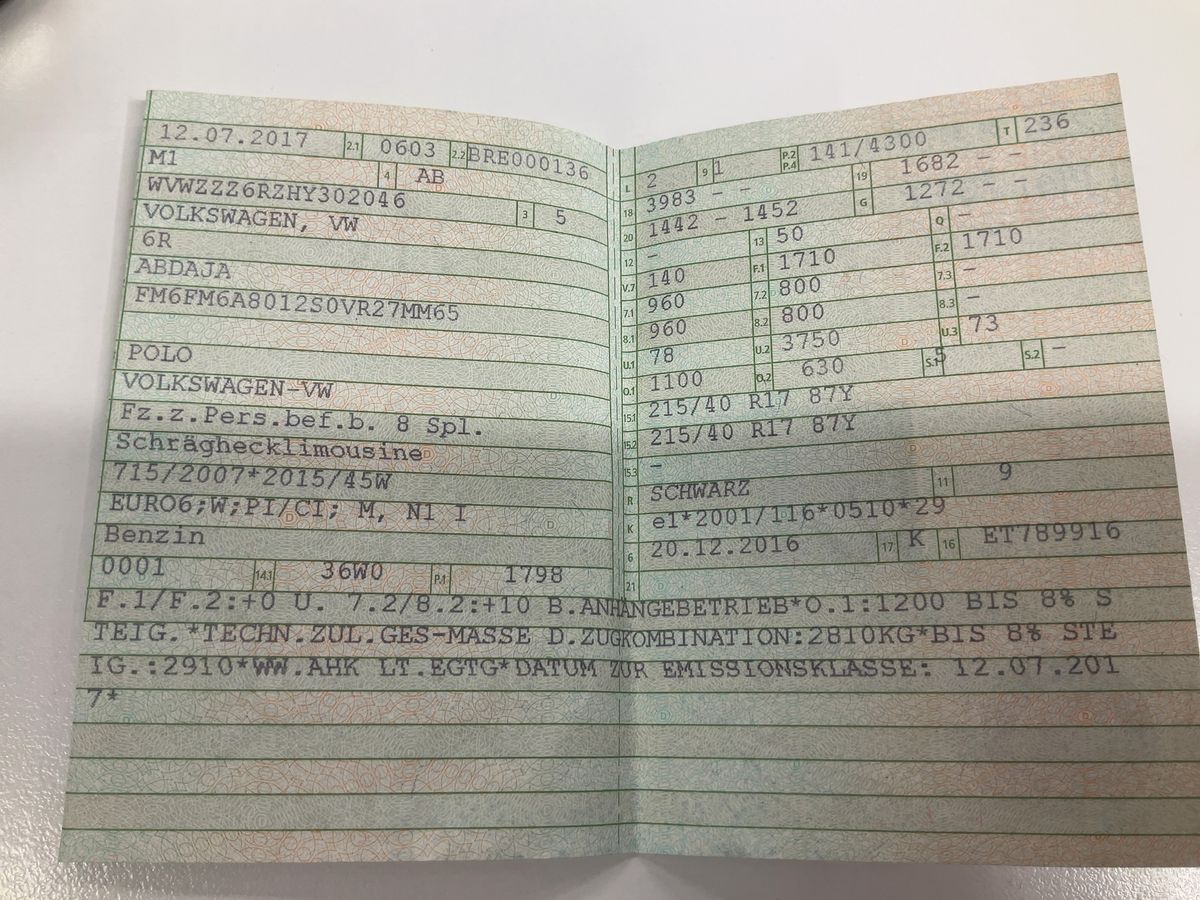 12.07.2017 2.1 0603 2.2 BRE000136
M1 4 AB
WVWZZZ6RZHY302046 3 5
VOLKSWAGEN, VW
6R
ABDAJA
FM6FM6A8012S0VR27MM65
POLO
VOLKSWAGEN-VW
Fz.z.Pers.bef.b. 8 Spl.
Schräghecklimousine
715/2007*2015/45W
EURO6;W;PI/CI; M, N1 I
Benzin
0001 14.1 36W0 P.1 1798
L 2 9 1 P.2 P.4 141/4300 T 236
18 3983 - - 19 1682 - -
20 1442 - 1452 G 1272 - -
12 - 13 50 Q -
V.7 140 F.1 1710 F.2 1710
7.1 960 7.2 800 7.3 -
8.1 960 8.2 800 8.3 -
U.1 78 U.2 3750 U.3 73
O.1 1100 O.2 630 S.1 5 S.2 -
15.1 215/40 R17 87Y
15.2 215/40 R17 87Y
15.3 -
R SCHWARZ 11 9
K e1*2001/116*0510*29
6 20.12.2016 17 K 16 ET789916
21
F.1/F.2:+0 U. 7.2/8.2:+10 B.ANHÄNGEBETRIEB*O.1:1200 BIS 8% S
TEIG.*TECHN.ZUL.GES-MASSE D.ZUGKOMBINATION:2810KG*BIS 8% STE
IG.:2910*WW.AHK LT.EGTG*DATUM ZUR EMISSIONSKLASSE: 12.07.201
7*